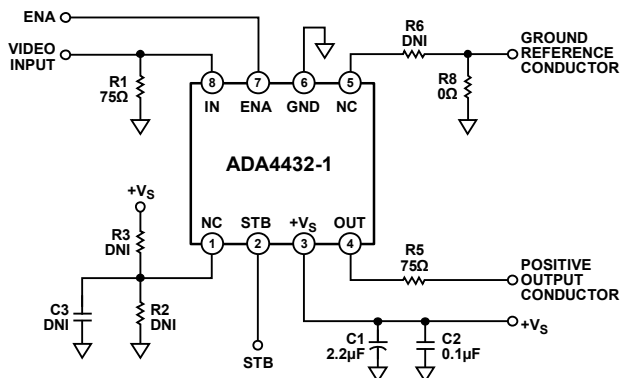 ENA
VIDEO
INPUT
R1
75Ω
R6
DNI
GROUND
REFERENCE
CONDUCTOR
R8
0Ω
8
7
6
5
IN
ENA
GND
NC
ADA4432-1
NC
STB
+VS
OUT
1
2
3
4
+VS
R3
DNI
C3
DNI
R2
DNI
STB
R5
75Ω
POSITIVE
OUTPUT
CONDUCTOR
+VS
C1
2.2µF
C2
0.1µF